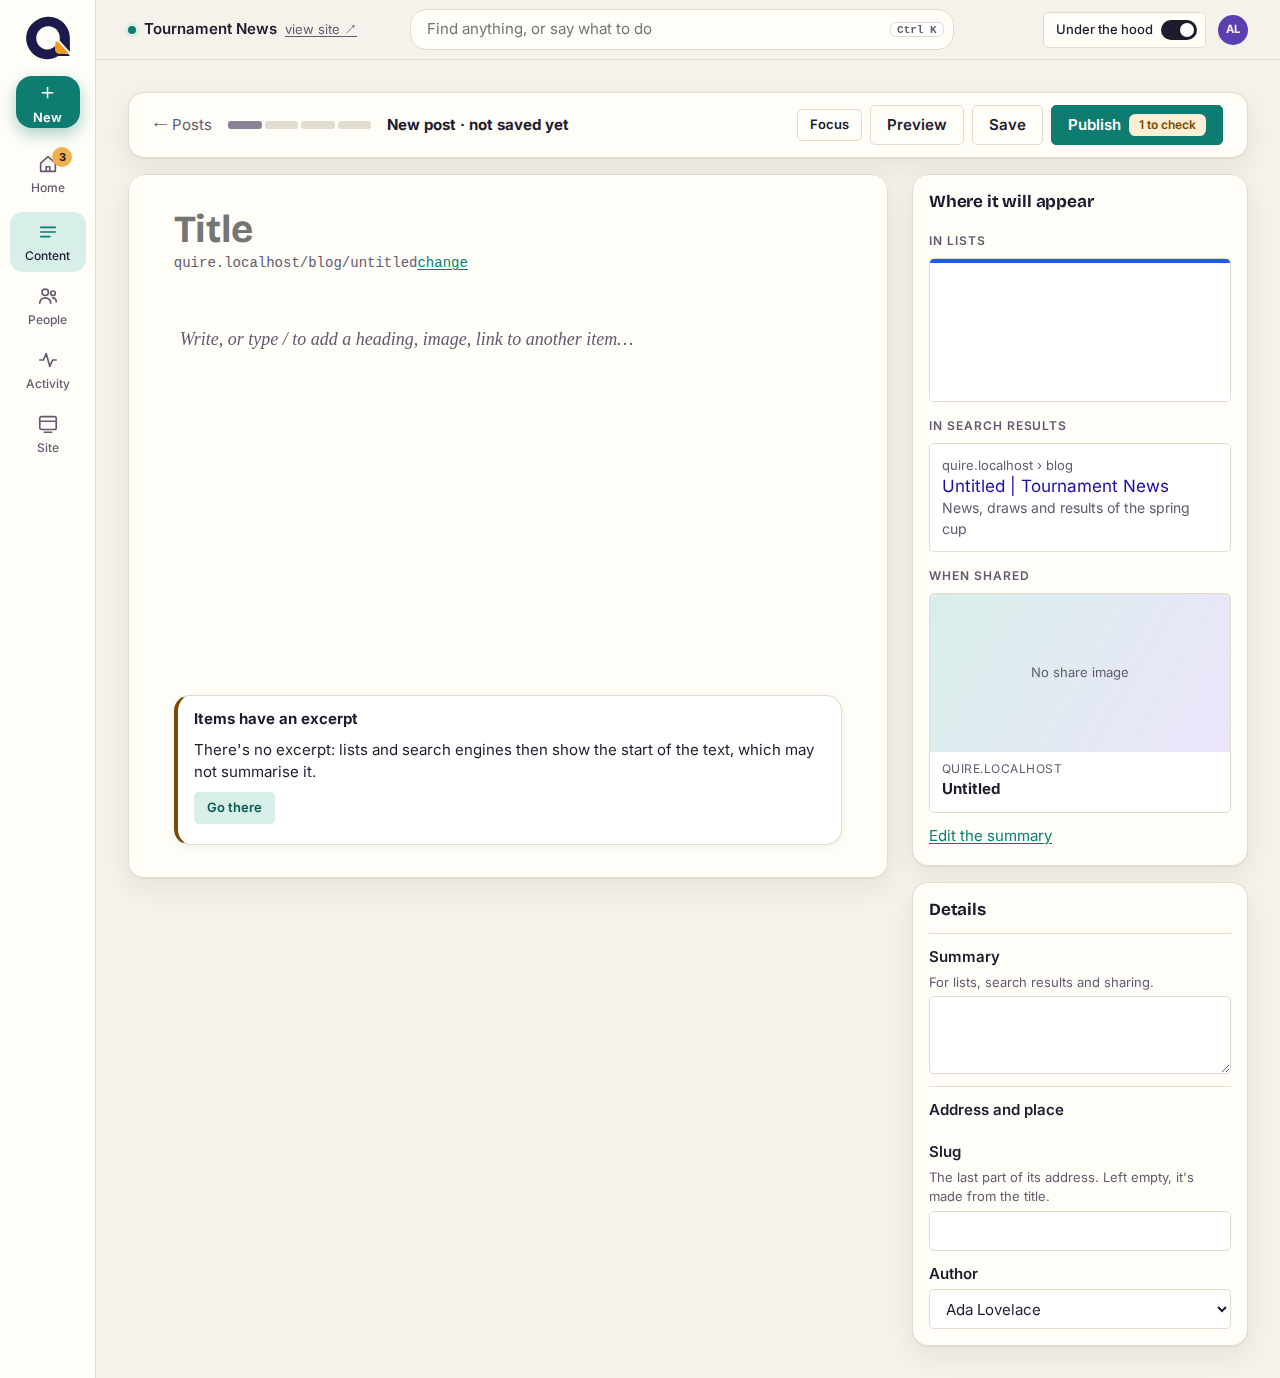 Tournament News view site ↗
Find anything, or say what to do
Ctrl K
Under the hood
AL
+
New
3
Home
Content
People
Activity
Site
← Posts
New post · not saved yet
Focus
Preview
Save
Publish 1 to check
Title
quire.localhost/blog/untitledchange
Write, or type / to add a heading, image, link to another item…
Items have an excerpt
There's no excerpt: lists and search engines then show the start of the text, which may
not summarise it.
Go there
Where it will appear
IN LISTS
IN SEARCH RESULTS
quire.localhost › blog
Untitled | Tournament News
News, draws and results of the spring
cup
WHEN SHARED
No share image
QUIRE.LOCALHOST
Untitled
Edit the summary
Details
Summary
For lists, search results and sharing.
Address and place
Slug
The last part of its address. Left empty, it's
made from the title.
Author
Ada Lovelace